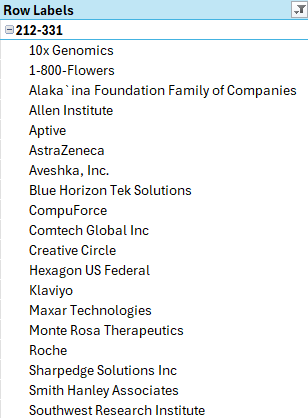 Row Labels
212-331
10x Genomics
1-800-Flowers
Alaka`ina Foundation Family of Companies
Allen Institute
Aptive
AstraZeneca
Aveshka, Inc.
Blue Horizon Tek Solutions
CompuForce
Comtech Global Inc
Creative Circle
Hexagon US Federal
Klaviyo
Maxar Technologies
Monte Rosa Therapeutics
Roche
Sharpedge Solutions Inc
Smith Hanley Associates
Southwest Research Institute